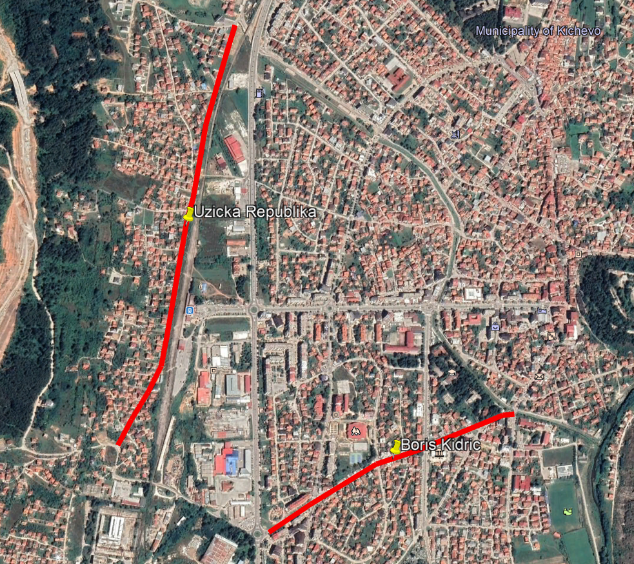 Municipality of Kichevo
Uzicka Republika
Boris Kidric